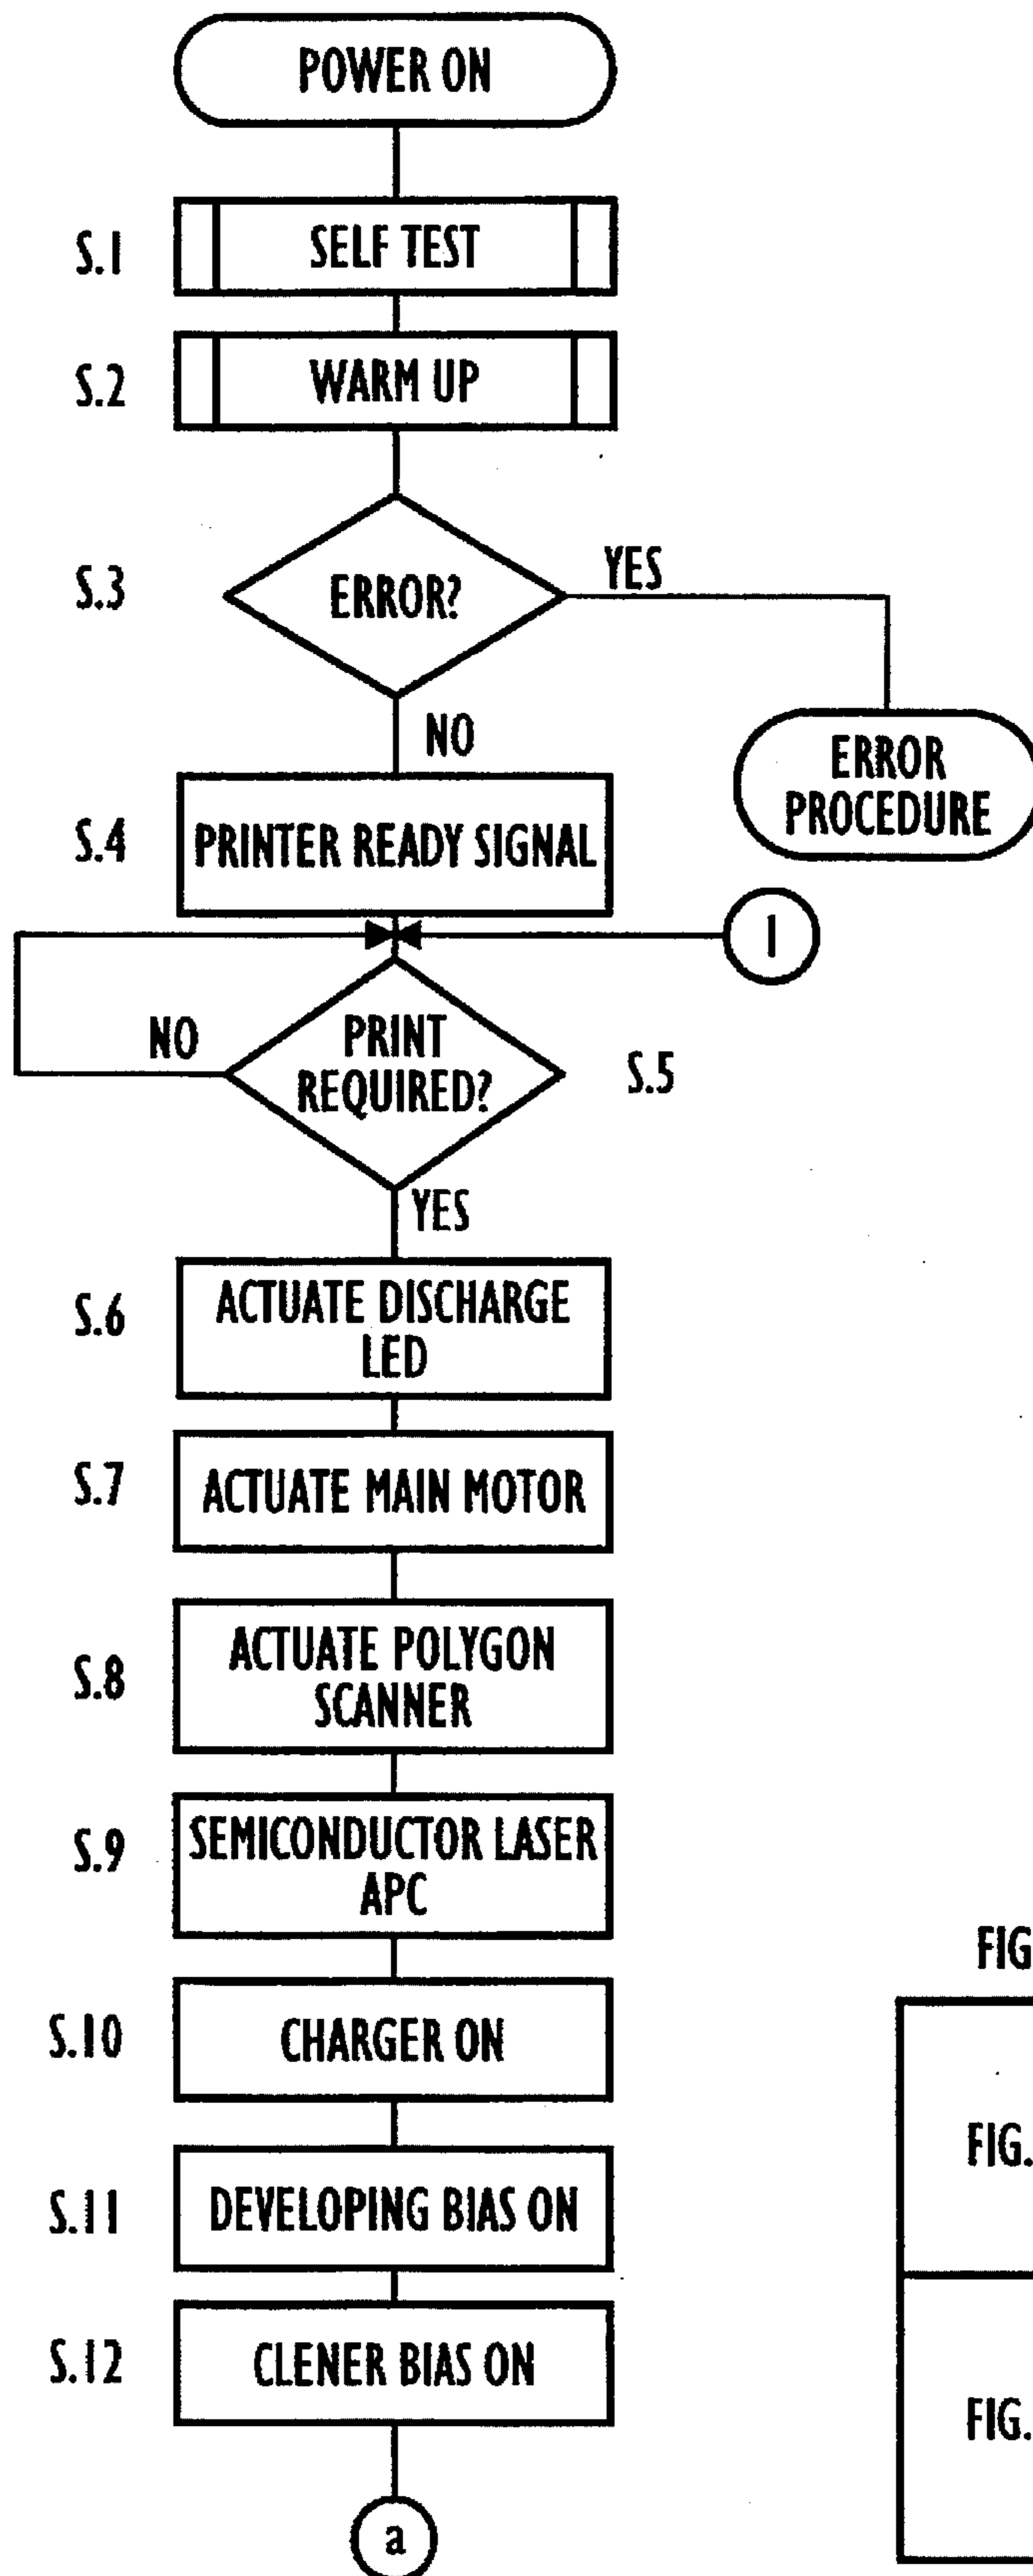 POWER ON
S.1
SELF TEST
S.2
WARM UP
S.3
ERROR?
YES
NO
ERROR
PROCEDURE
S.4
PRINTER READY SIGNAL
1
NO
PRINT
REQUIRED?
S.5
YES
S.6
ACTUATE DISCHARGE
LED
S.7
ACTUATE MAIN MOTOR
S.8
ACTUATE POLYGON
SCANNER
S.9
SEMICONDUCTOR LASER
APC
S.10
CHARGER ON
S.11
DEVELOPING BIAS ON
S.12
CLENER BIAS ON
a
FIG
FIG.
FIG.